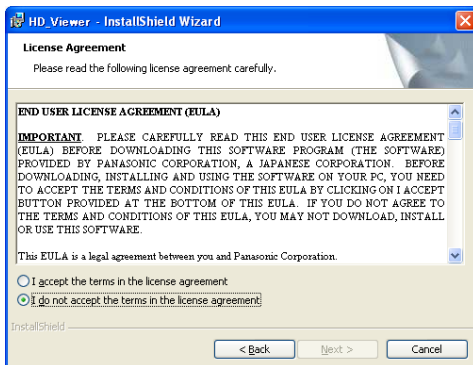 HD_Viewer - InstallShield Wizard
License Agreement
Please read the following license agreement carefully.
END USER LICENSE AGREEMENT (EULA)
IMPORTANT. PLEASE CAREFULLY READ THIS END USER LICENSE AGREEMENT
(EULA) BEFORE DOWNLOADING THIS SOFTWARE PROGRAM (THE SOFTWARE)
PROVIDED BY PANASONIC CORPORATION, A JAPANESE CORPORATION. BEFORE
DOWNLOADING, INSTALLING AND USING THE SOFTWARE ON YOUR PC, YOU NEED
TO ACCEPT THE TERMS AND CONDITIONS OF THIS EULA BY CLICKING ON I ACCEPT
BUTTON PROVIDED AT THE BOTTOM OF THIS EULA. IF YOU DO NOT AGREE TO
THE TERMS AND CONDITIONS OF THIS EULA, YOU MAY NOT DOWNLOAD, INSTALL
OR USE THIS SOFTWARE.
This EULA is a legal agreement between you and Panasonic Corporation.
I accept the terms in the license agreement
I do not accept the terms in the license agreement
InstallShield
< Back Next > Cancel